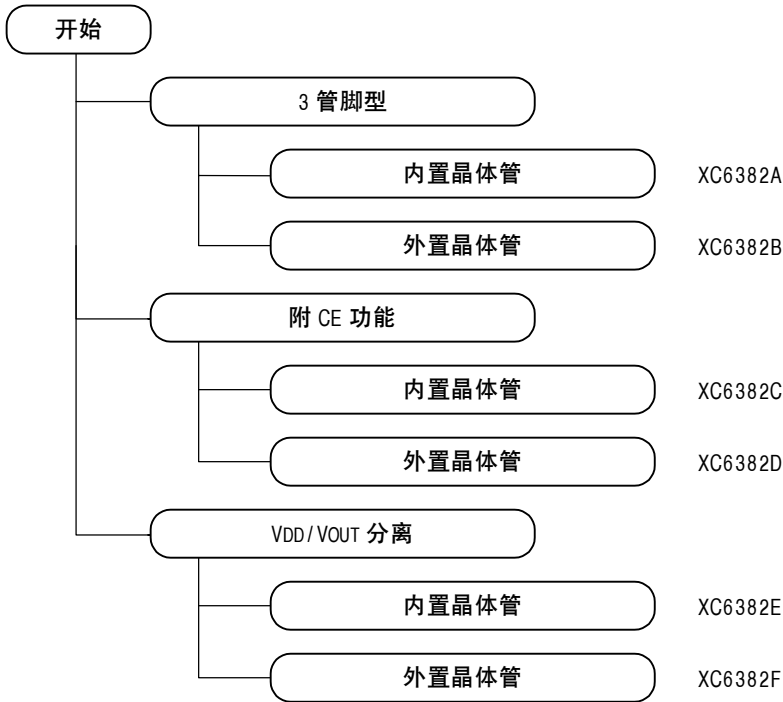 开始
3 管脚型
内置晶体管 XC6382A
外置晶体管 XC6382B
附 CE 功能
内置晶体管 XC6382C
外置晶体管 XC6382D
VDD/VOUT 分离
内置晶体管 XC6382E
外置晶体管 XC6382F